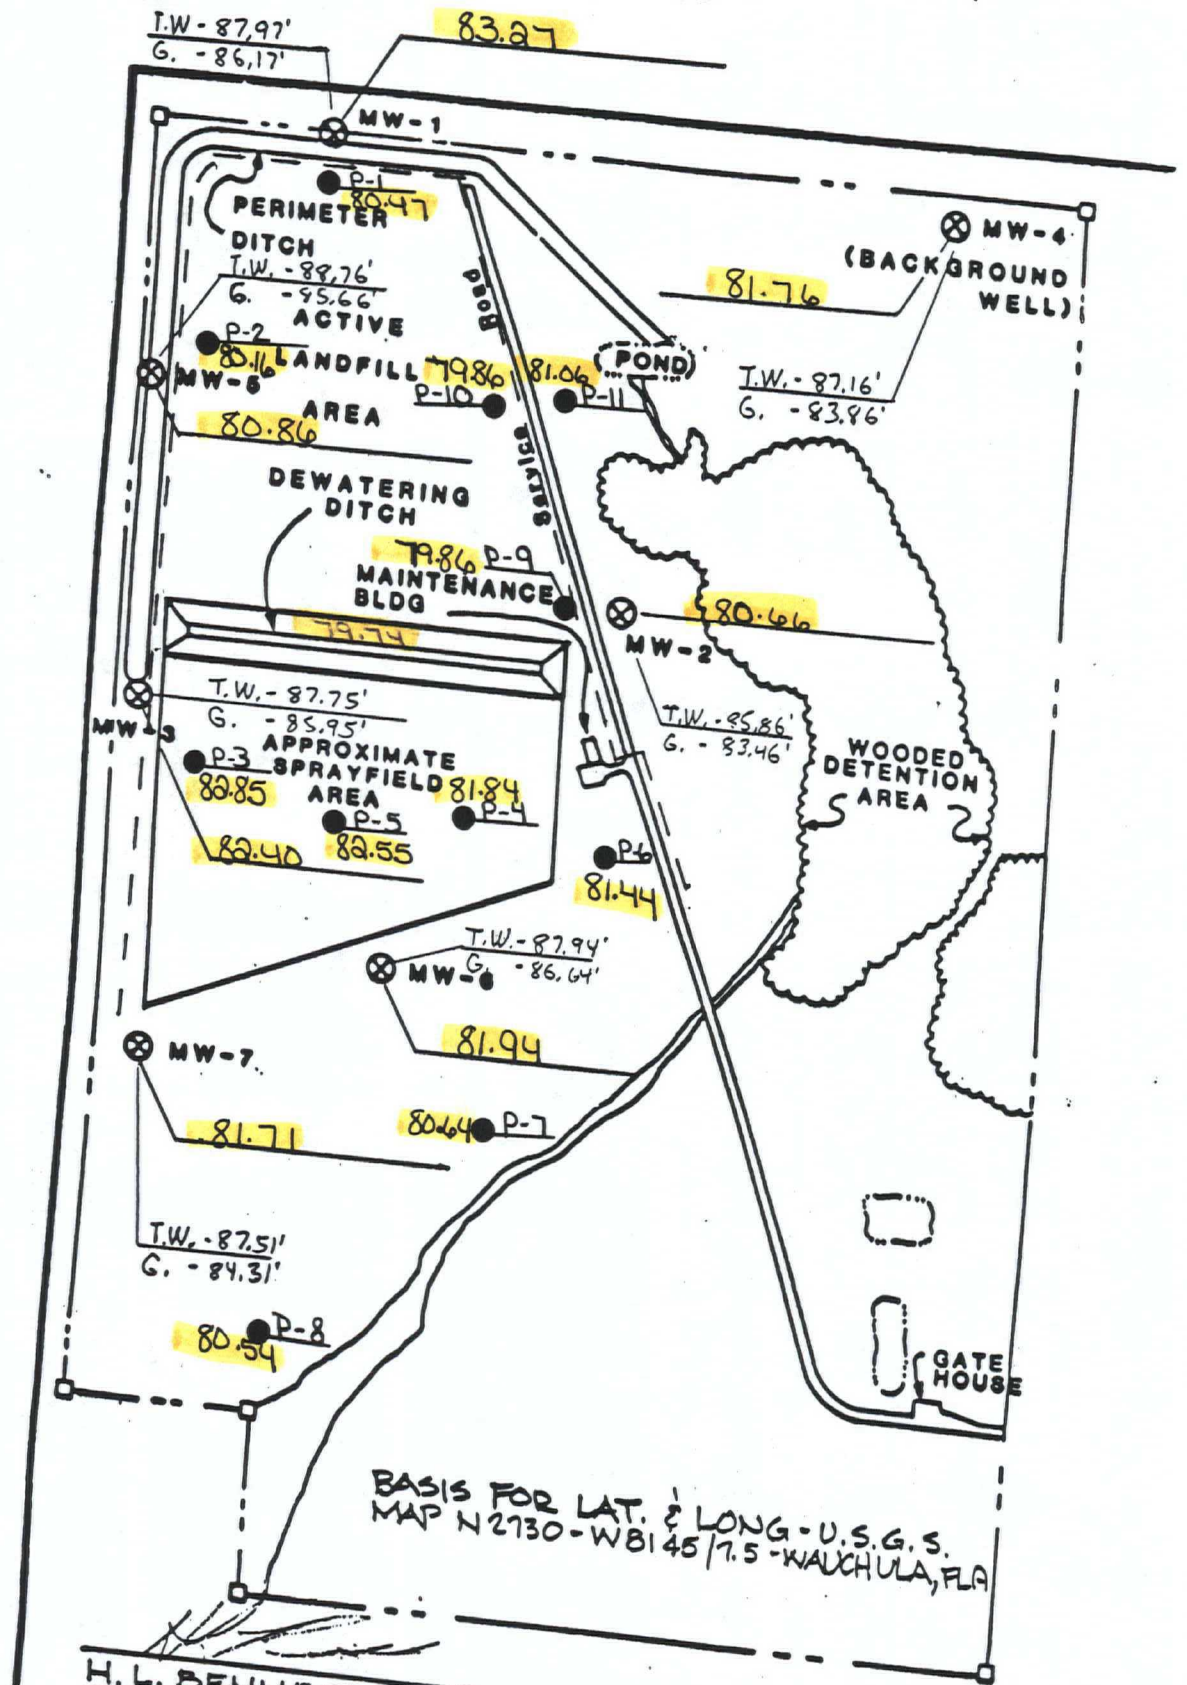 T.W - 87.97'
G. - 86.17'
83.27
MW-1
P-1
80.47
PERIMETER
DITCH
MW-4
(BACKGROUND
WELL)
81.76
T.W. - 87.16'
G. - 83.86'
T.W. - 88.76'
G. - 85.66'
ACTIVE
LANDFILL
AREA
P-2
80.16
MW-5
80.86
Service Road
79.86
P-10
81.06
P-11
(POND)
DEWATERING
DITCH
79.86 P-9
MAINTENANCE
BLDG
79.74
80.66
MW-2
T.W. - 85.86'
G. - 83.46'
T.W. - 87.75'
G. - 85.95'
MW-3
P-3
82.85
82.40
APPROXIMATE
SPRAYFIELD
AREA
81.84
P-4
P-5
82.55
P-6
81.44
WOODED
DETENTION
AREA
T.W. - 87.94'
G. - 86.64'
MW-6
81.94
MW-7
81.71
80.64 P-7
T.W. - 87.51'
G. - 84.31'
P-8
80.54
GATE
HOUSE
BASIS FOR LAT. & LONG - U.S.G.S.
MAP N2730 - W8145/7.5 - WAUCHULA, FLA
H. L.